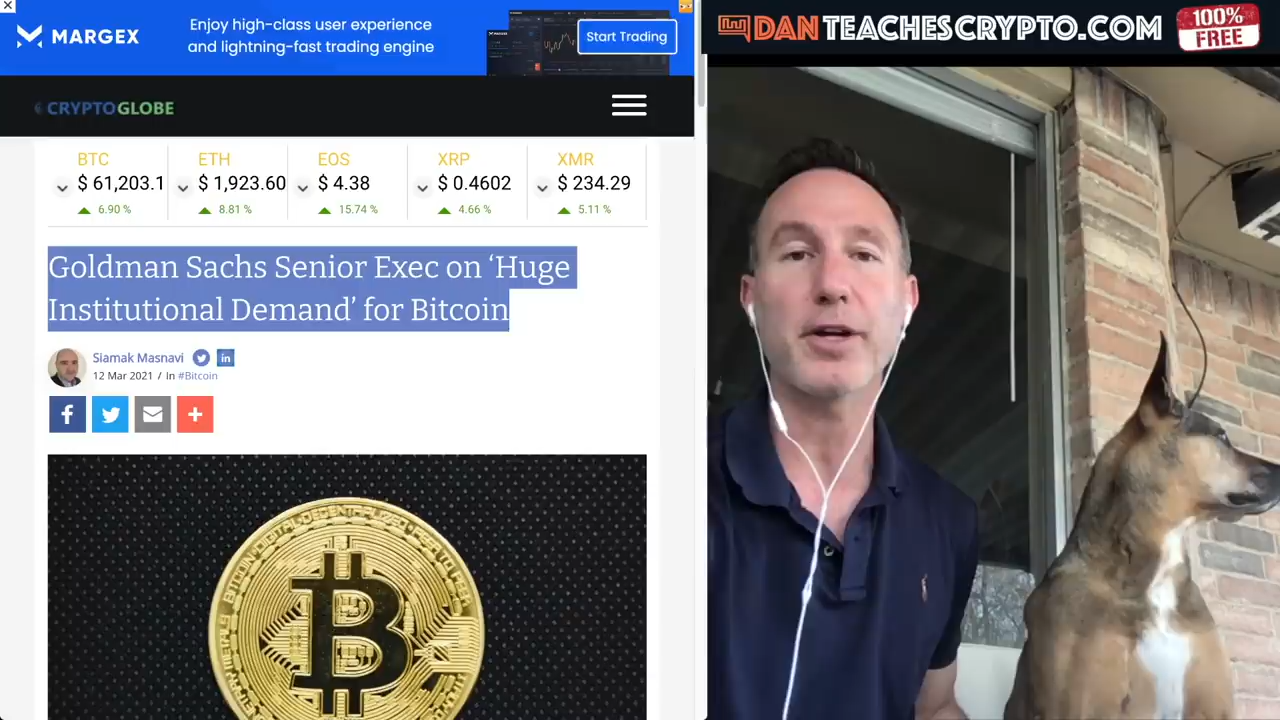 MARGEX
Enjoy high-class user experience
and lightning-fast trading engine
Start Trading
CRYPTOGLOBE
BTC
$ 61,203.1
6.90 %
ETH
$ 1,923.60
8.81 %
EOS
$ 4.38
15.74 %
XRP
$ 0.4602
4.66 %
XMR
$ 234.29
5.11 %
Goldman Sachs Senior Exec on ‘Huge
Institutional Demand’ for Bitcoin
Siamak Masnavi
12 Mar 2021 / In #Bitcoin
DANTEACHESCRYPTO.COM
100%
FREE